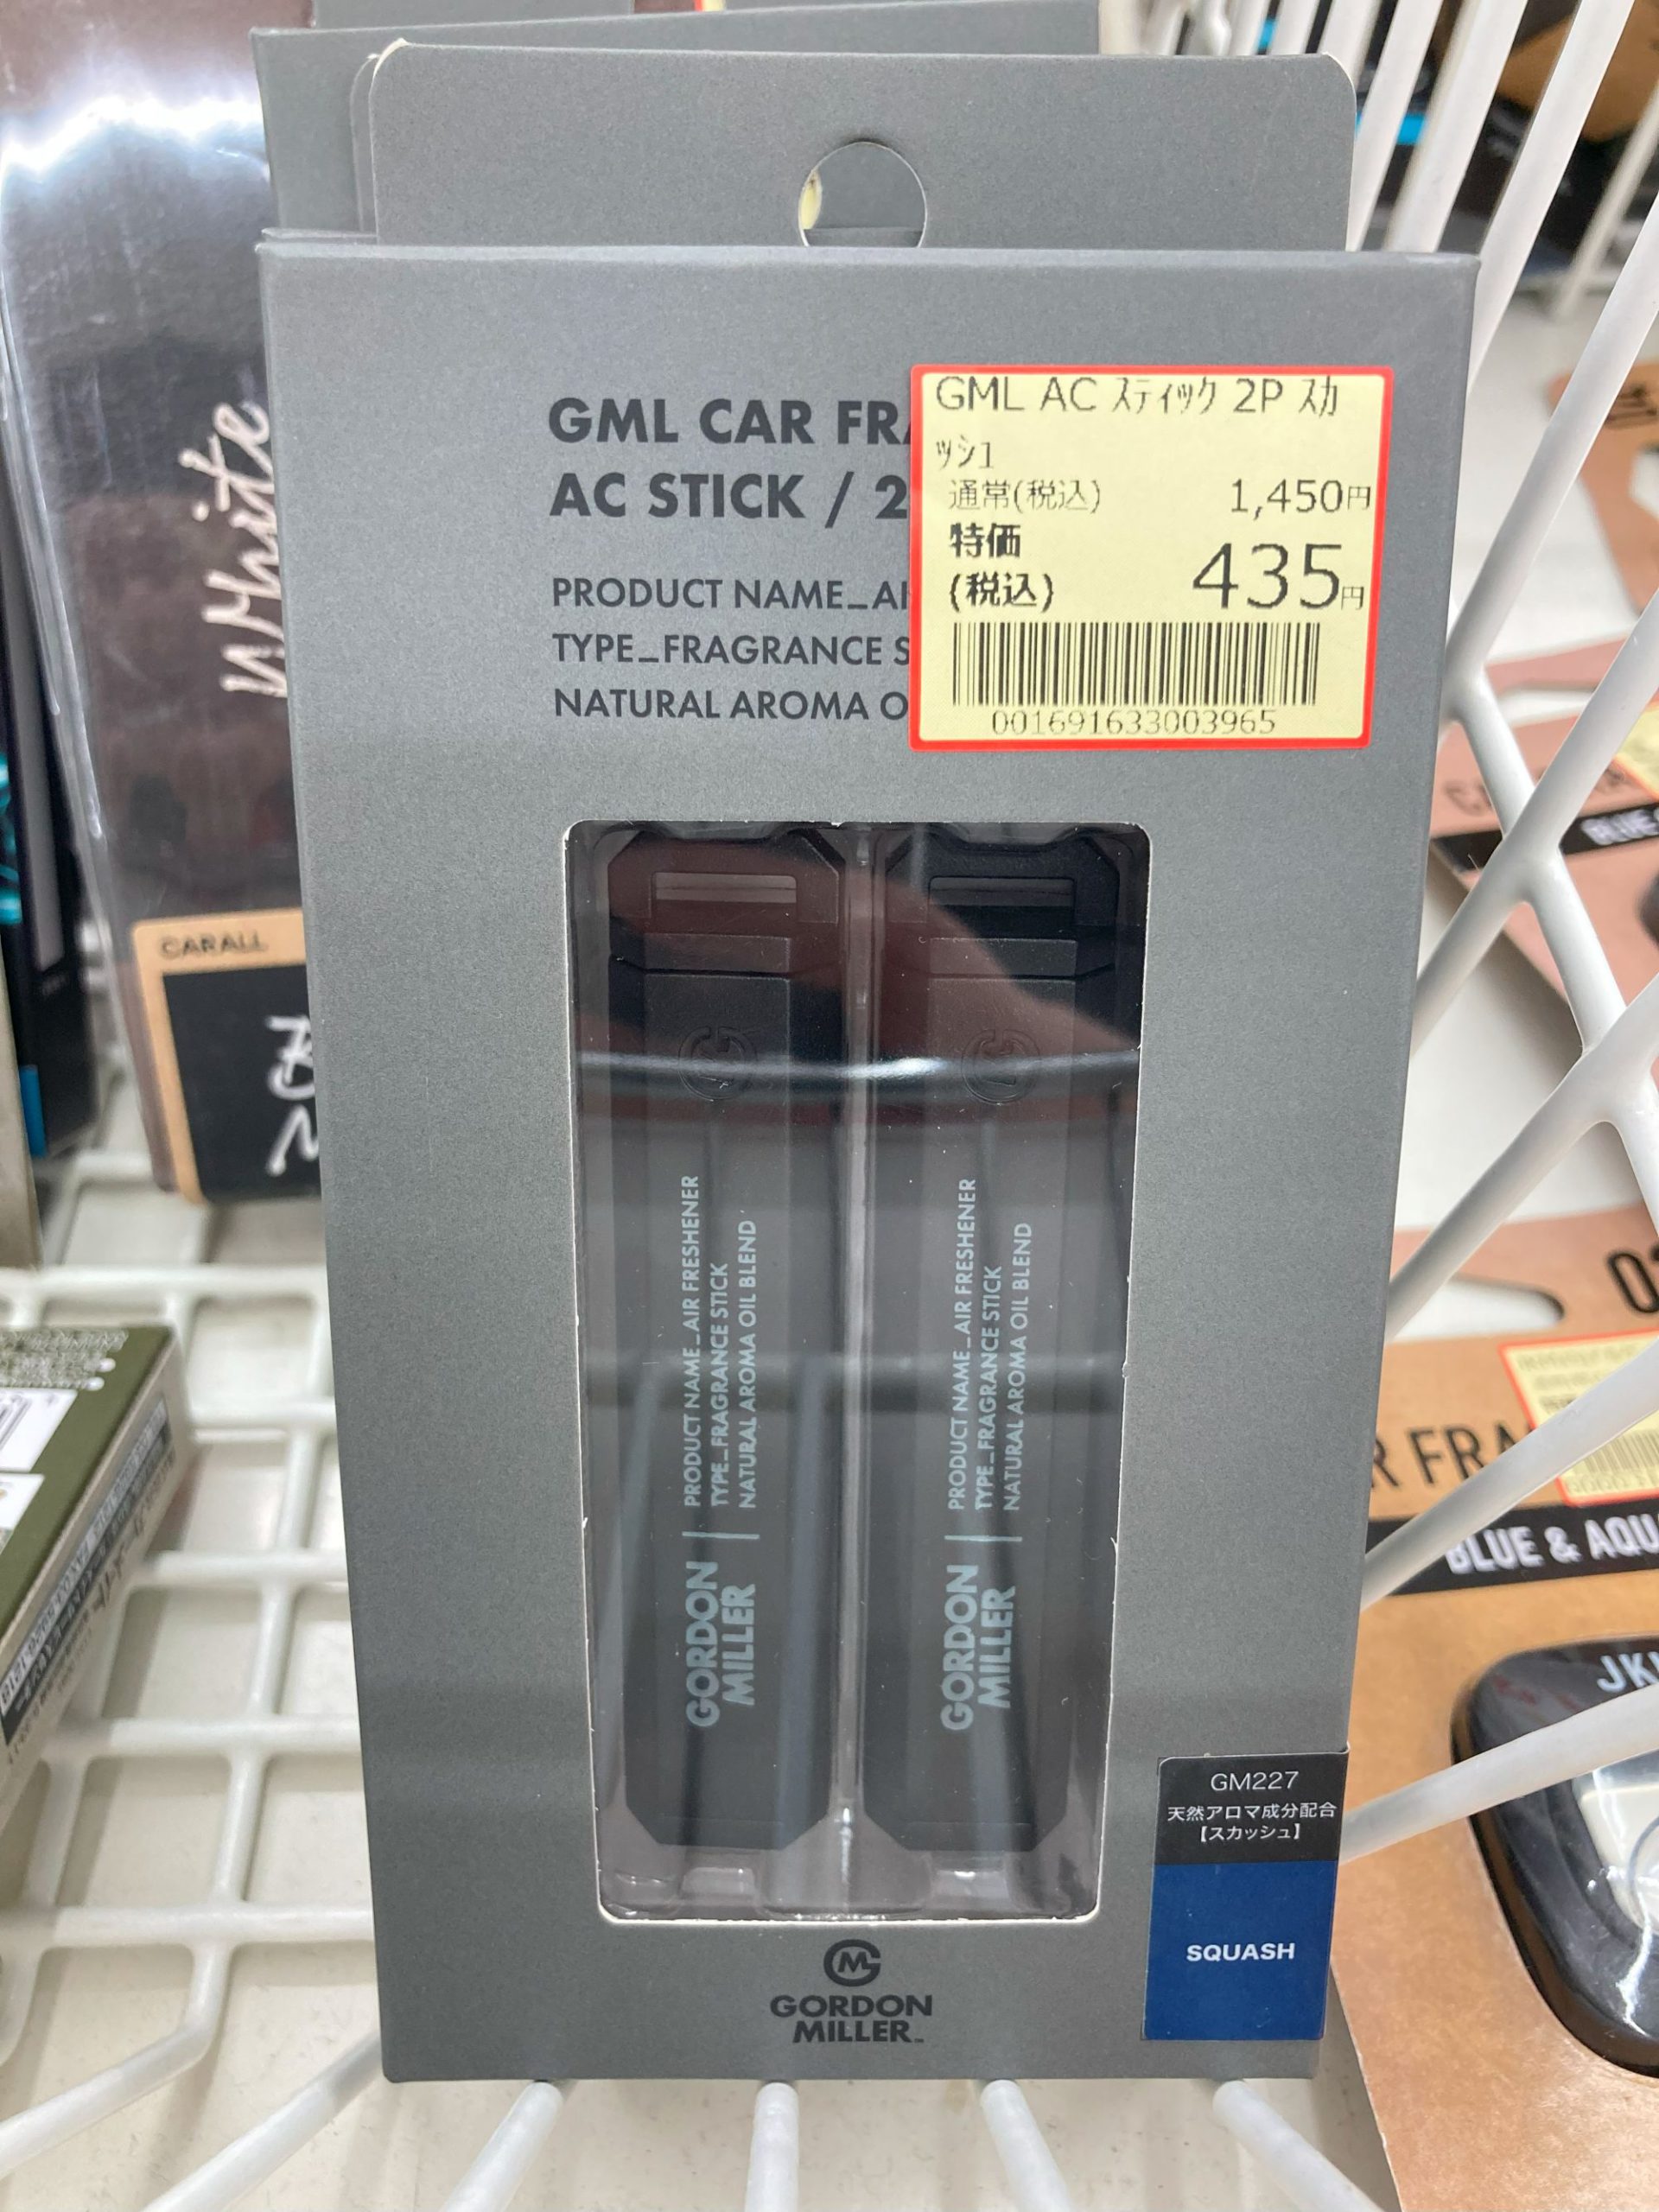 GML CAR FRA
AC STICK / 2
PRODUCT NAME_AI
TYPE_FRAGRANCE S
NATURAL AROMA O
GML AC スティック 2P スカ
ッシュ
通常(税込) 1,450円
特価
(税込) 435円
001691633003965
PRODUCT NAME_AIR FRESHENER
TYPE_FRAGRANCE STICK
NATURAL AROMA OIL BLEND
GORDON
MILLER
PRODUCT NAME_AIR FRESHENER
TYPE_FRAGRANCE STICK
NATURAL AROMA OIL BLEND
GORDON
MILLER
GM227
天然アロマ成分配合
【スカッシュ】
SQUASH
GM
GORDON
MILLER
White
CARALL
R FRA
BLUE & AQU